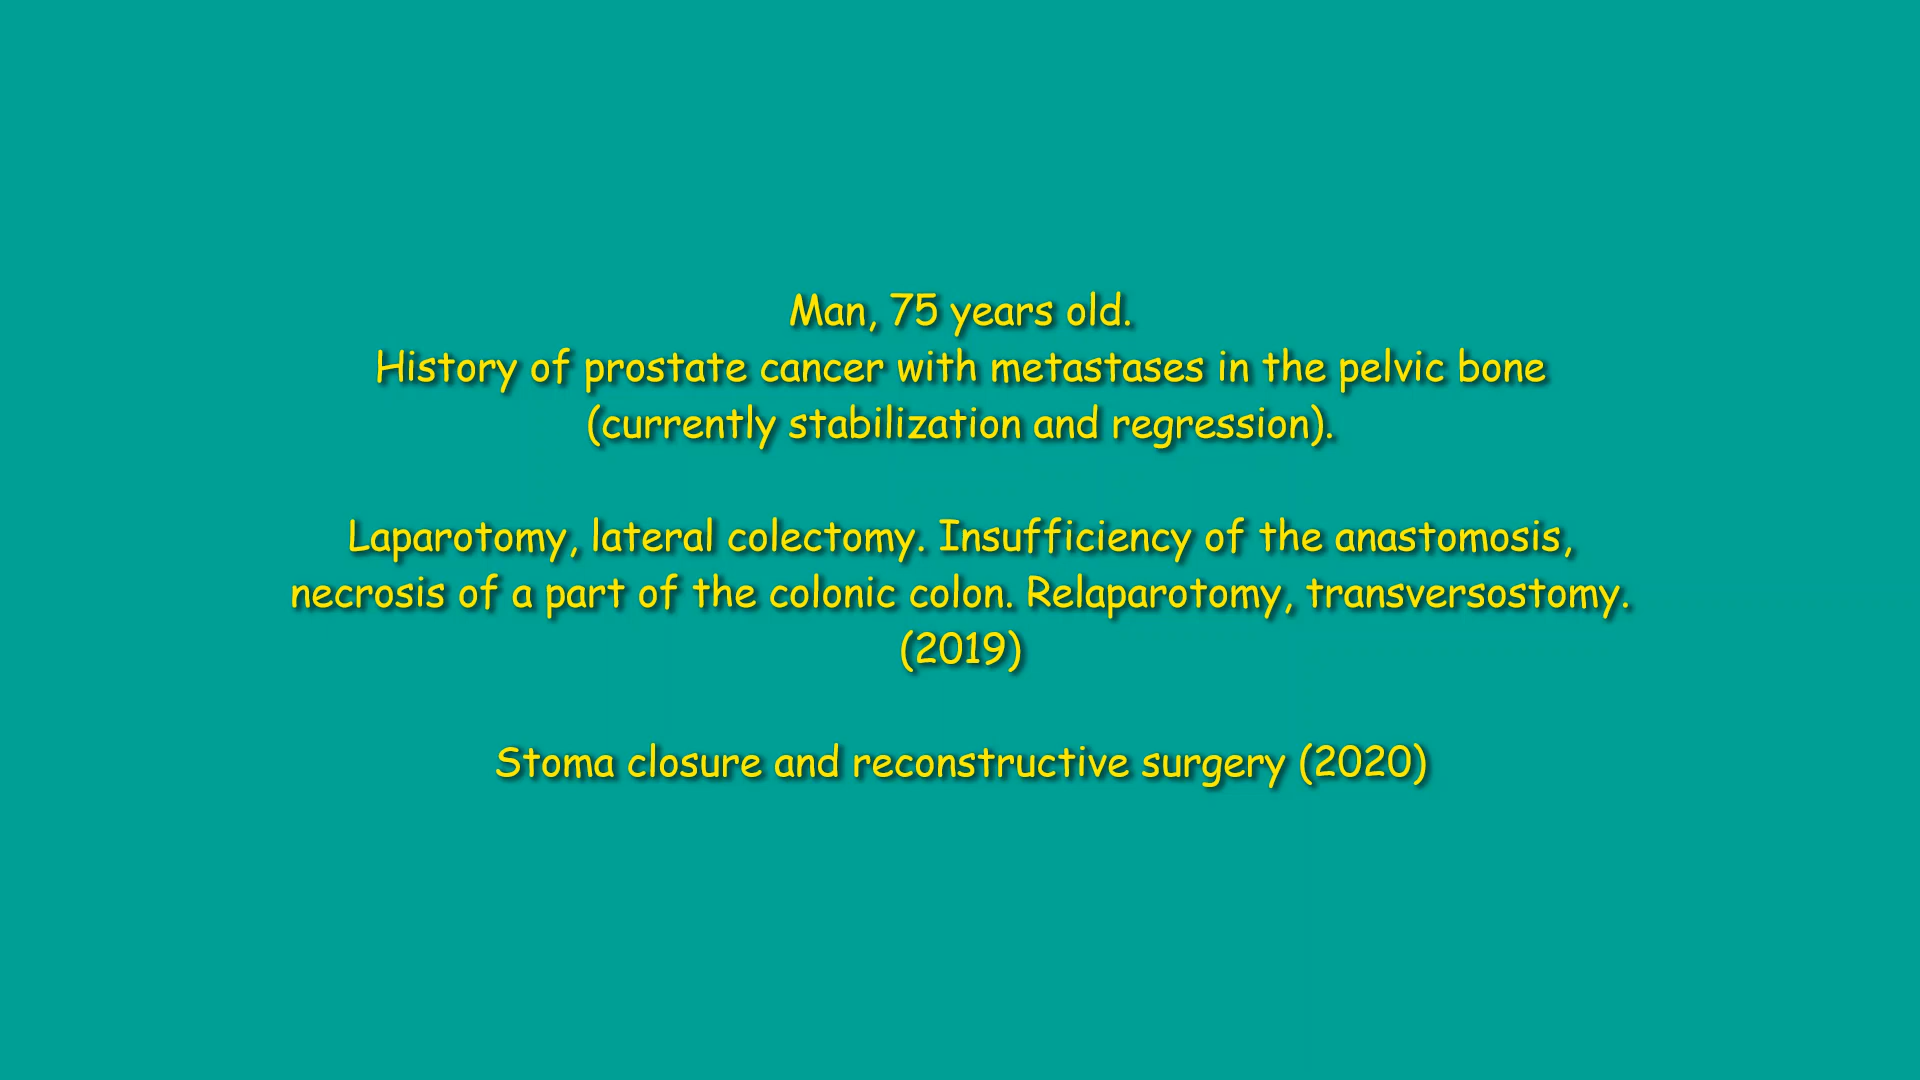 Man, 75 years old.
History of prostate cancer with metastases in the pelvic bone
(currently stabilization and regression).
Laparotomy, lateral colectomy. Insufficiency of the anastomosis,
necrosis of a part of the colonic colon. Relaparotomy, transversostomy.
(2019)
Stoma closure and reconstructive surgery (2020)